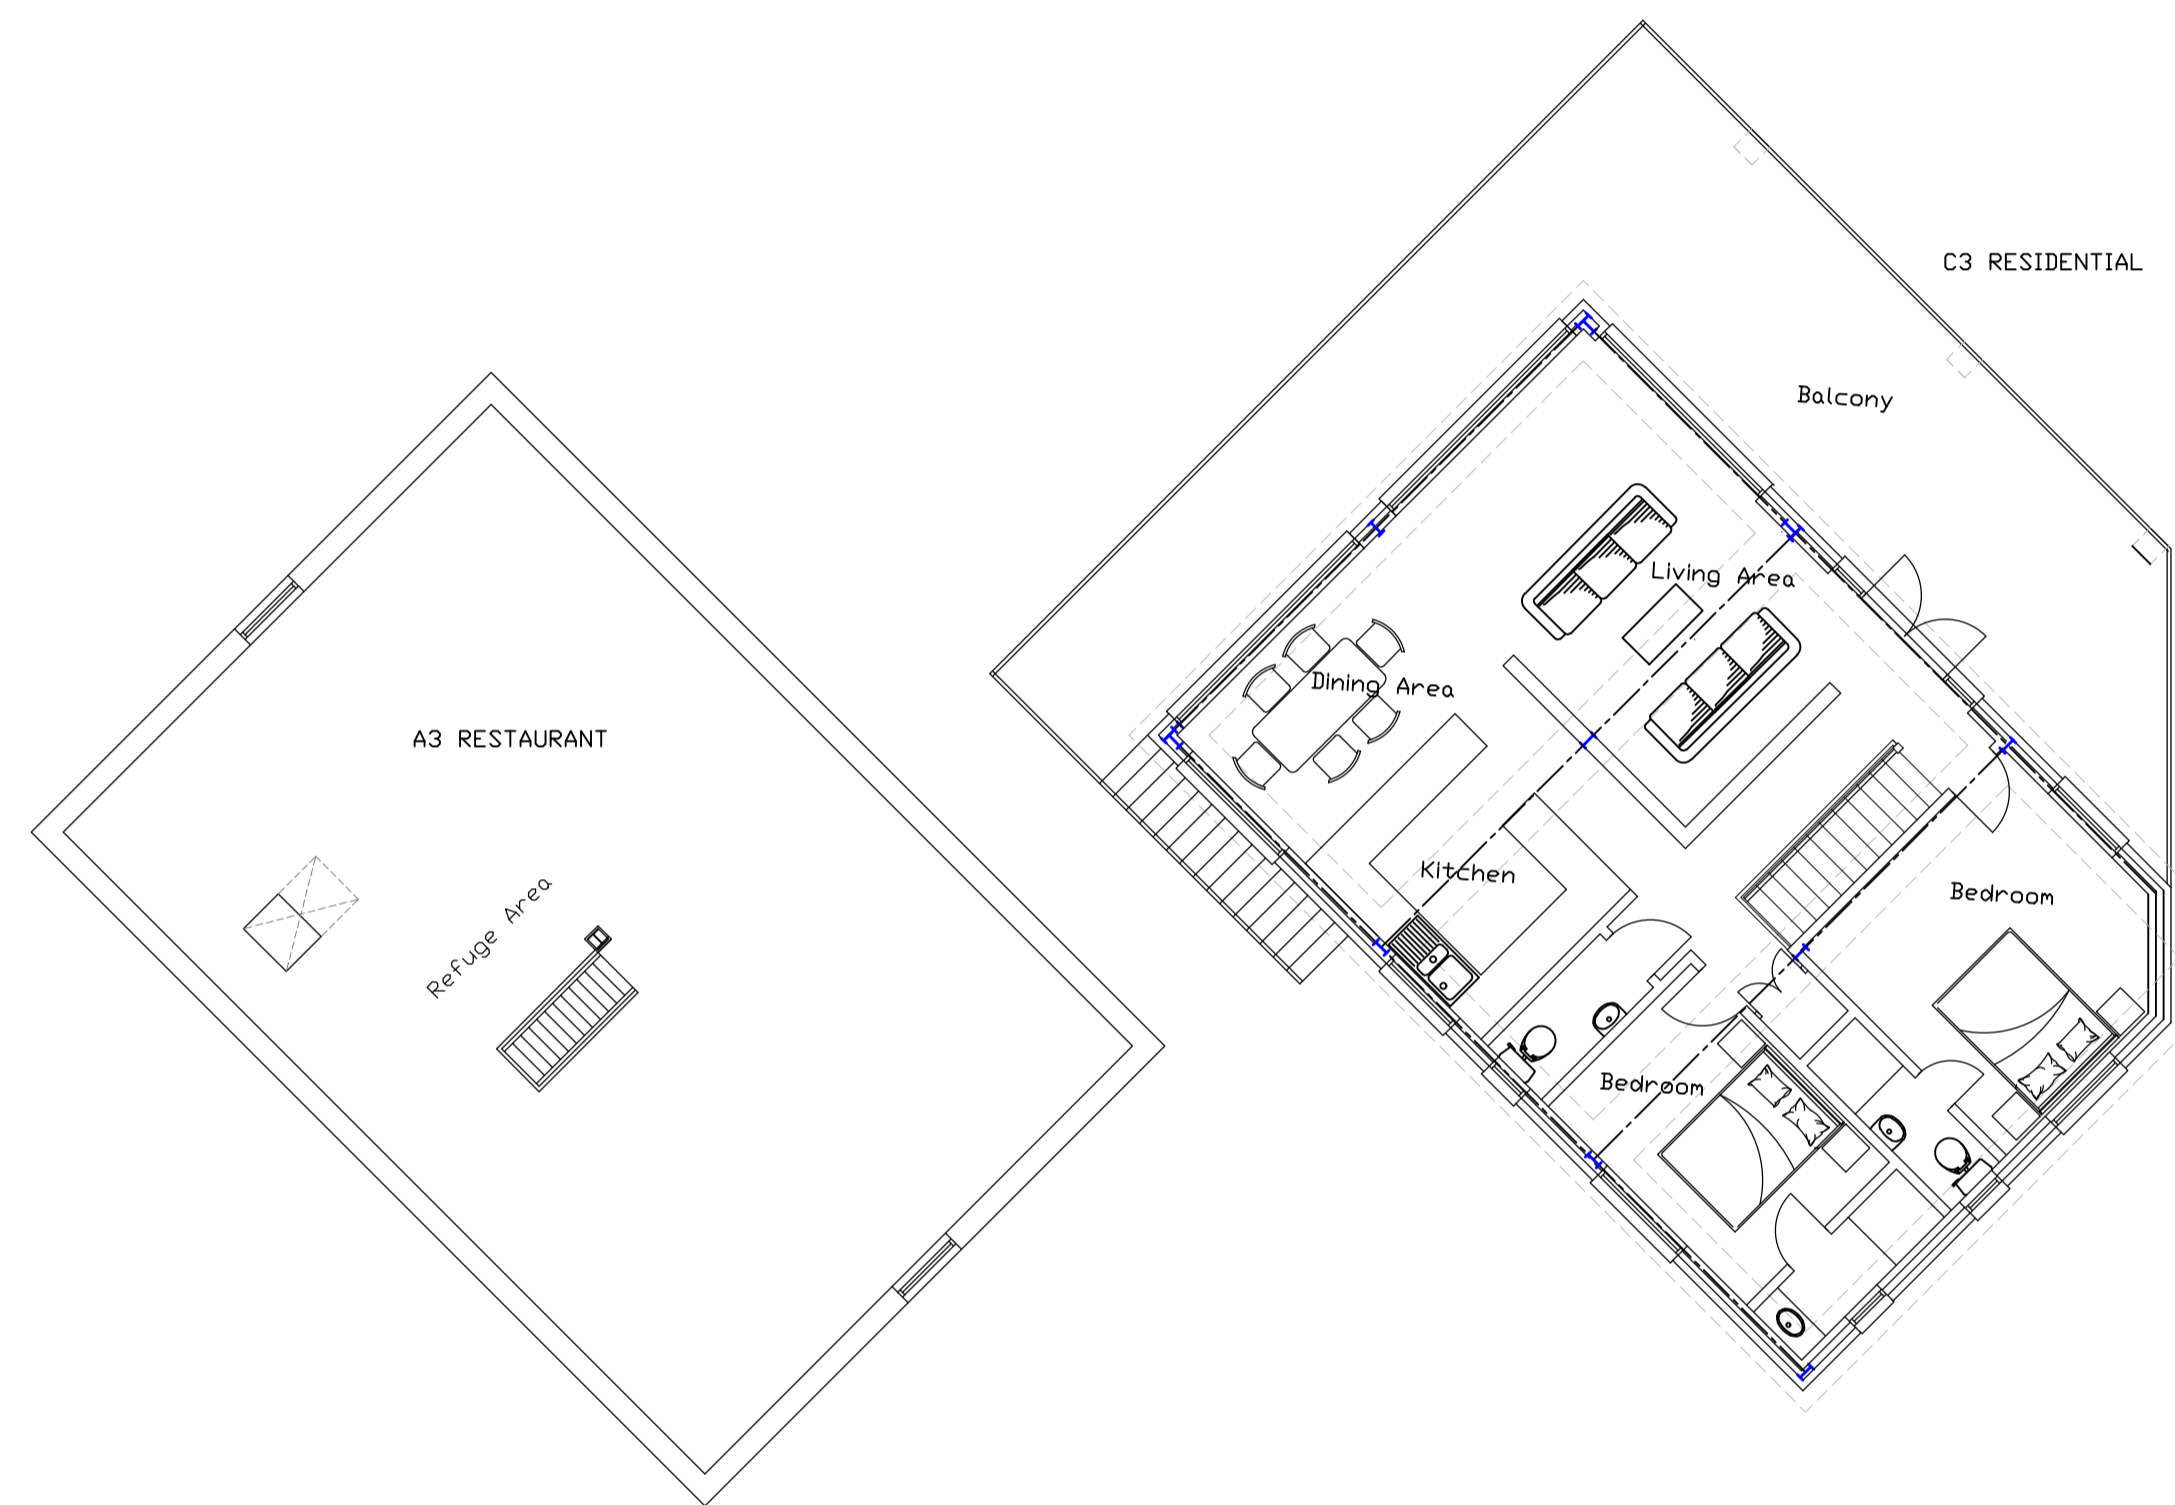 C3 RESIDENTIAL
Balcony
Living Area
Dining Area
A3 RESTAURANT
Kitchen
Refuge Area
Bedroom
Bedroom